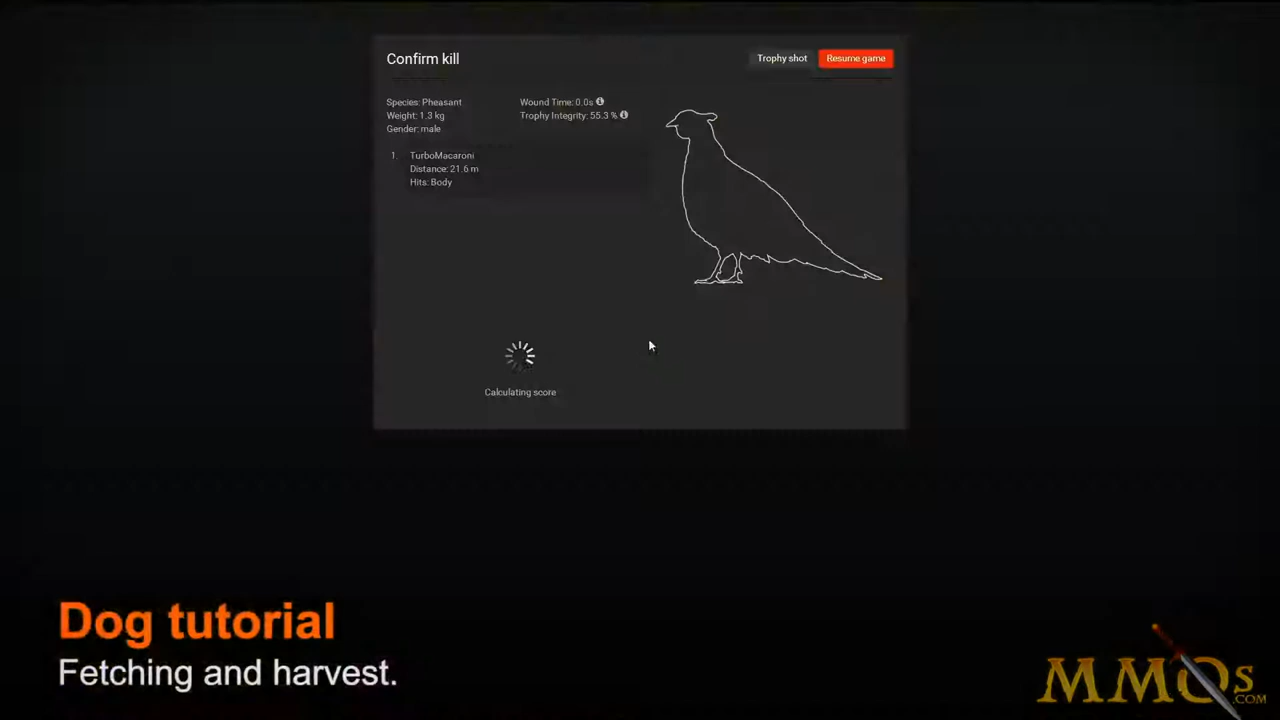 Confirm kill
Trophy shot
Resume game
Species: Pheasant
Weight: 1.3 kg
Gender: male
Wound Time: 0.0s
Trophy Integrity: 55.3 %
1. TurboMacaroni
Distance: 21.6 m
Hits: Body
Calculating score
Dog tutorial
Fetching and harvest.
MMOs
.COM